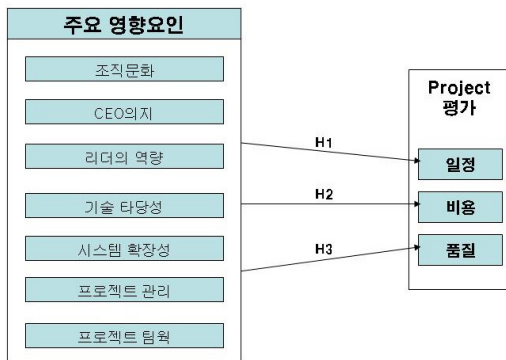 주요 영향요인
조직문화
CEO의지
리더의 역량
기술 타당성
시스템 확장성
프로젝트 관리
프로젝트 팀웍
H1
H2
H3
Project
평가
일정
비용
품질